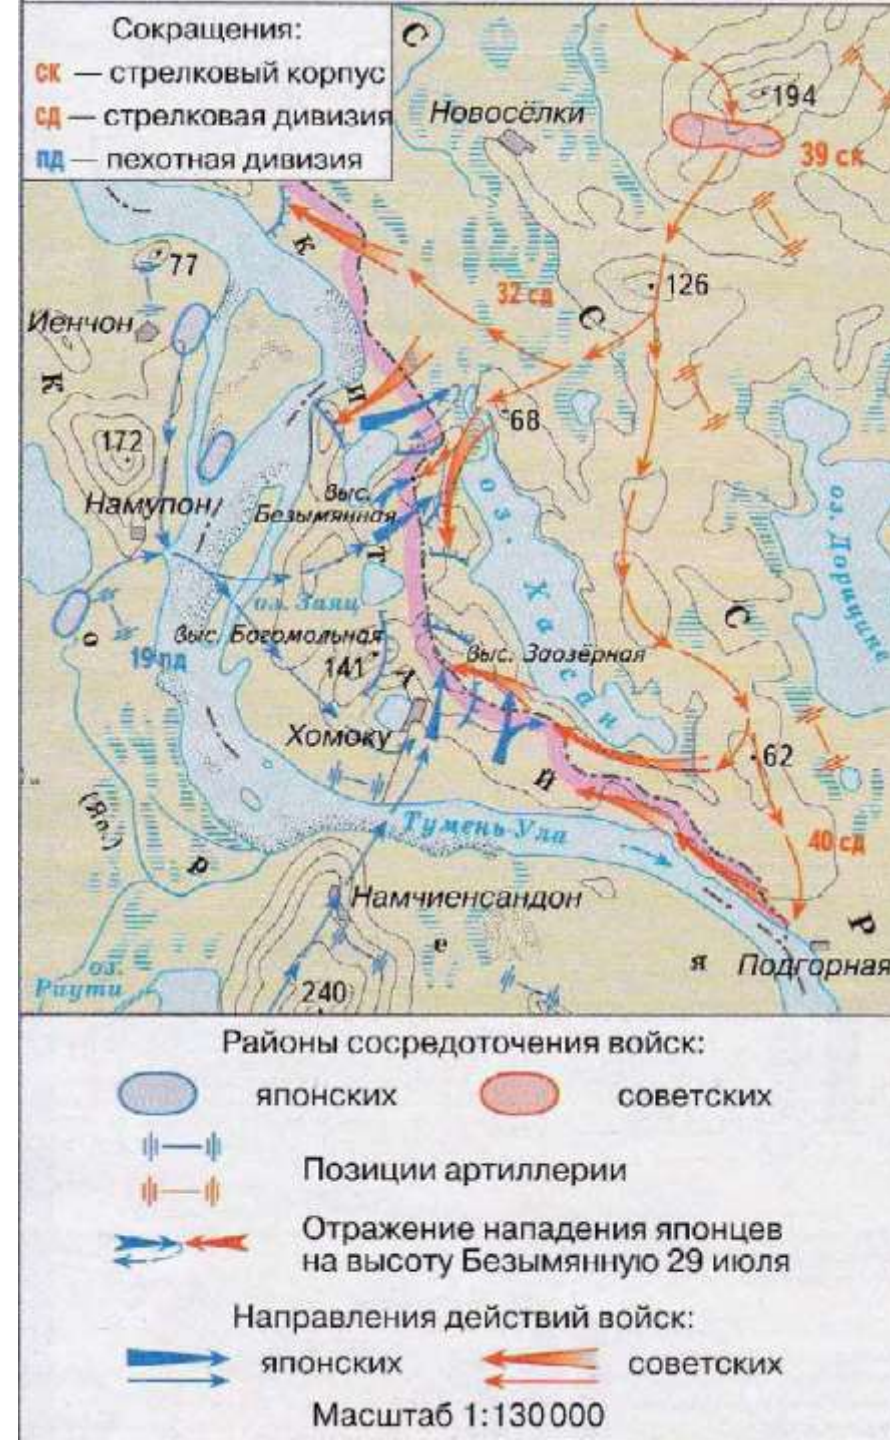 Сокращения:
СК — стрелковый корпус
СД — стрелковая дивизия
ПД — пехотная дивизия
Новосёлки
194
39 ск
77
126
32 сд
Иенчон
172
68
Намупон
выс. Безымянная
оз. Хасан
оз. Дорицине
оз. Заяц
выс. Богомольная
19 пд
141
выс. Заозёрная
Хомоку
62
(Яп.)
Тумень-Ула
40 сд
Намчиенсандон
Подгорная
оз. Раути
240
К о р е я
К И Т А Й
С С С Р
Районы сосредоточения войск:
японских советских
Позиции артиллерии
Отражение нападения японцев
на высоту Безымянную 29 июля
Направления действий войск:
японских советских
Масштаб 1:130 000